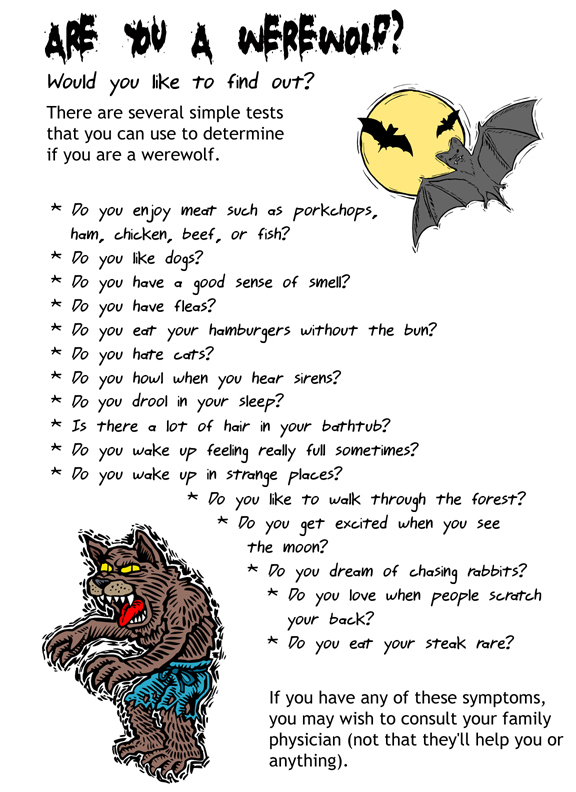 ARE YOU A WEREWOLF?
Would you like to find out?
There are several simple tests
that you can use to determine
if you are a werewolf.
* Do you enjoy meat such as porkchops,
ham, chicken, beef, or fish?
* Do you like dogs?
* Do you have a good sense of smell?
* Do you have fleas?
* Do you eat your hamburgers without the bun?
* Do you hate cats?
* Do you howl when you hear sirens?
* Do you drool in your sleep?
* Is there a lot of hair in your bathtub?
* Do you wake up feeling really full sometimes?
* Do you wake up in strange places?
* Do you like to walk through the forest?
* Do you get excited when you see
the moon?
* Do you dream of chasing rabbits?
* Do you love when people scratch
your back?
* Do you eat your steak rare?
If you have any of these symptoms,
you may wish to consult your family
physician (not that they'll help you or
anything).